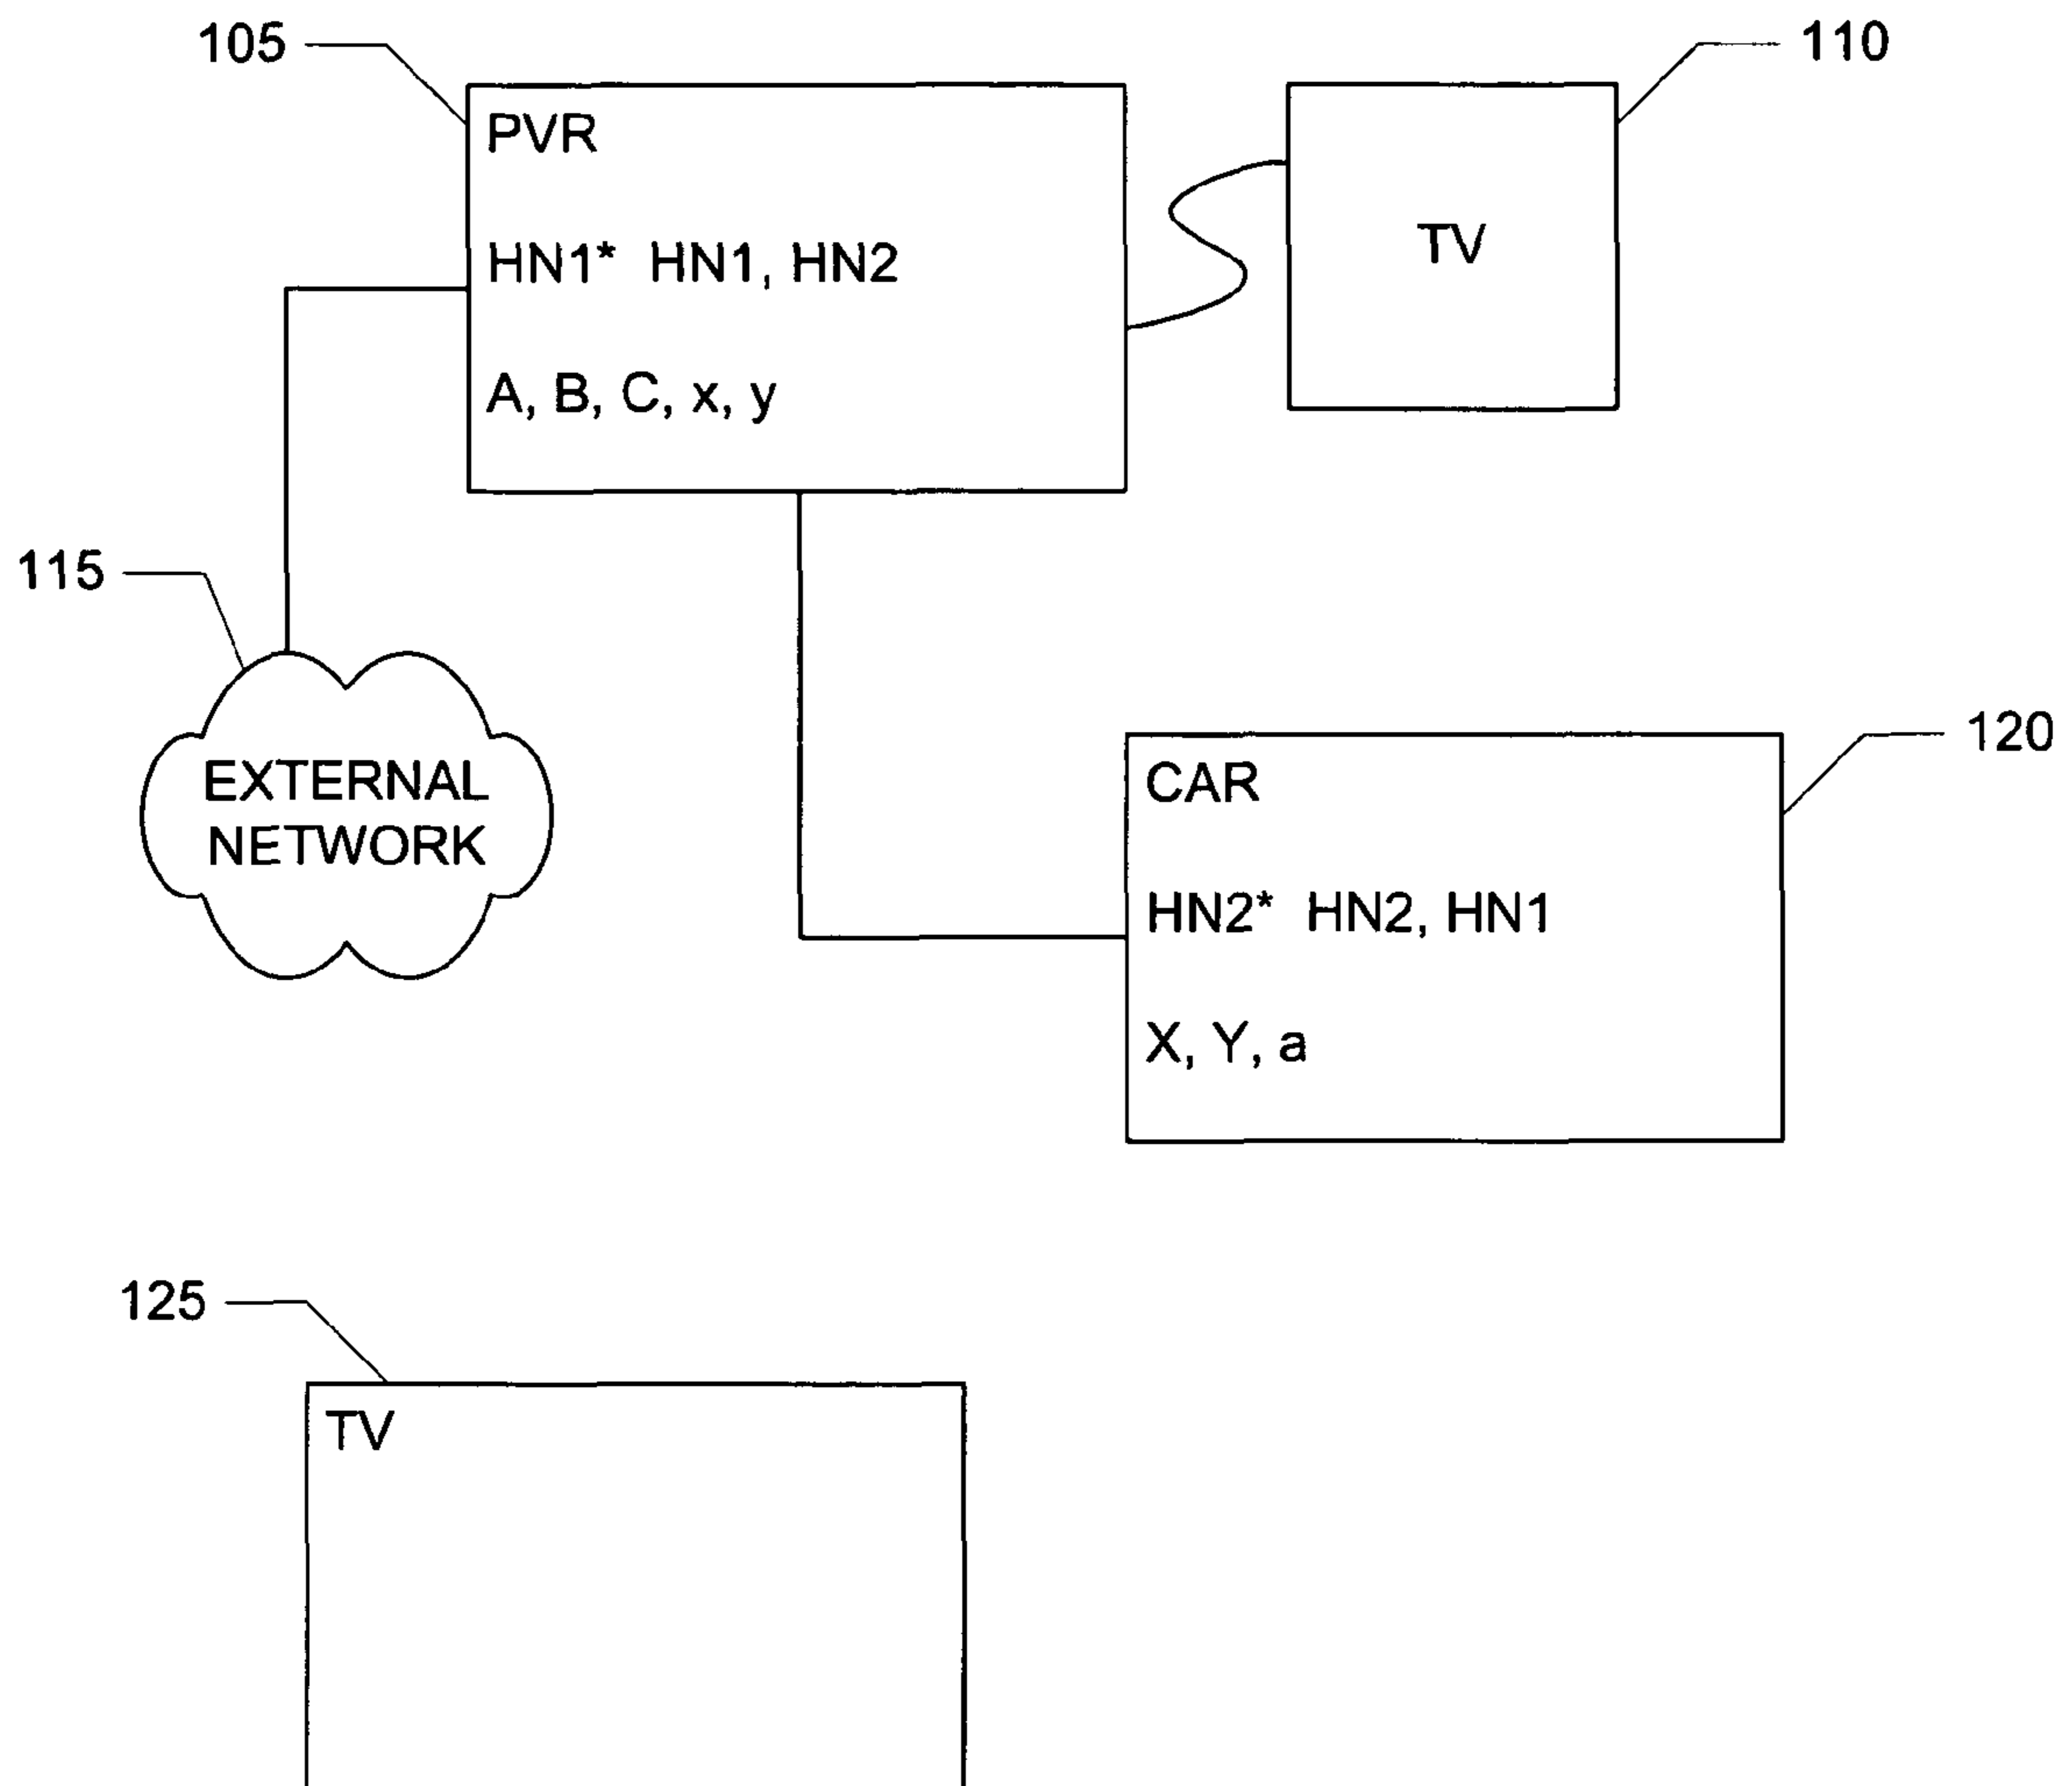 105
110
PVR
HN1* HN1, HN2
A, B, C, x, y
TV
115
EXTERNAL
NETWORK
120
CAR
HN2* HN2, HN1
X, Y, a
125
TV